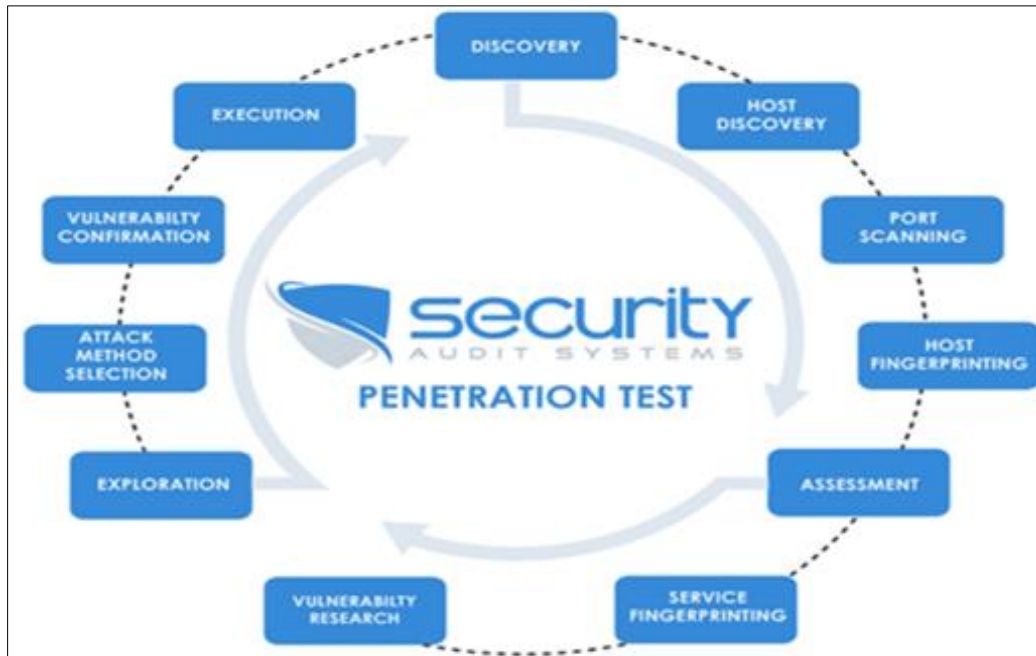 DISCOVERY
HOST
DISCOVERY
PORT
SCANNING
HOST
FINGERPRINTING
ASSESSMENT
SERVICE
FINGERPRINTING
VULNERABILTY
RESEARCH
EXPLORATION
ATTACK
METHOD
SELECTION
VULNERABILTY
CONFIRMATION
EXECUTION
security
AUDIT SYSTEMS
PENETRATION TEST